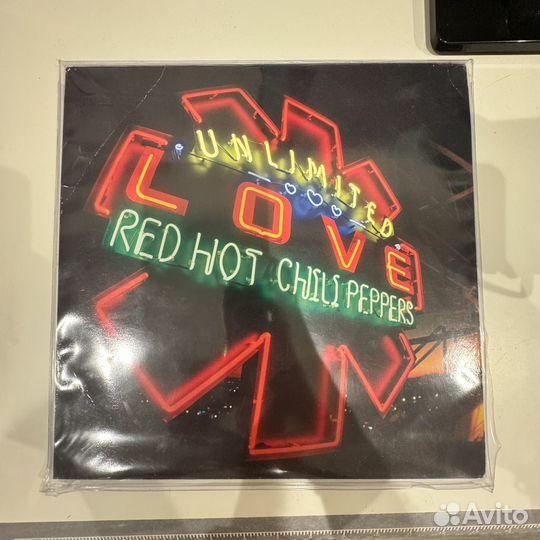 UNLIMITED
LOVE
RED HOT CHILI PEPPERS
Avito